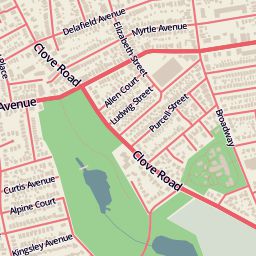 Delafield Avenue
Elizabeth Street
Myrtle Avenue
Clove Road
place
Allen Court
Ludwig Street
Purcell Street
Avenue
Broadway
Clove Road
Curtis Avenue
Alpine Court
Kingsley Avenue